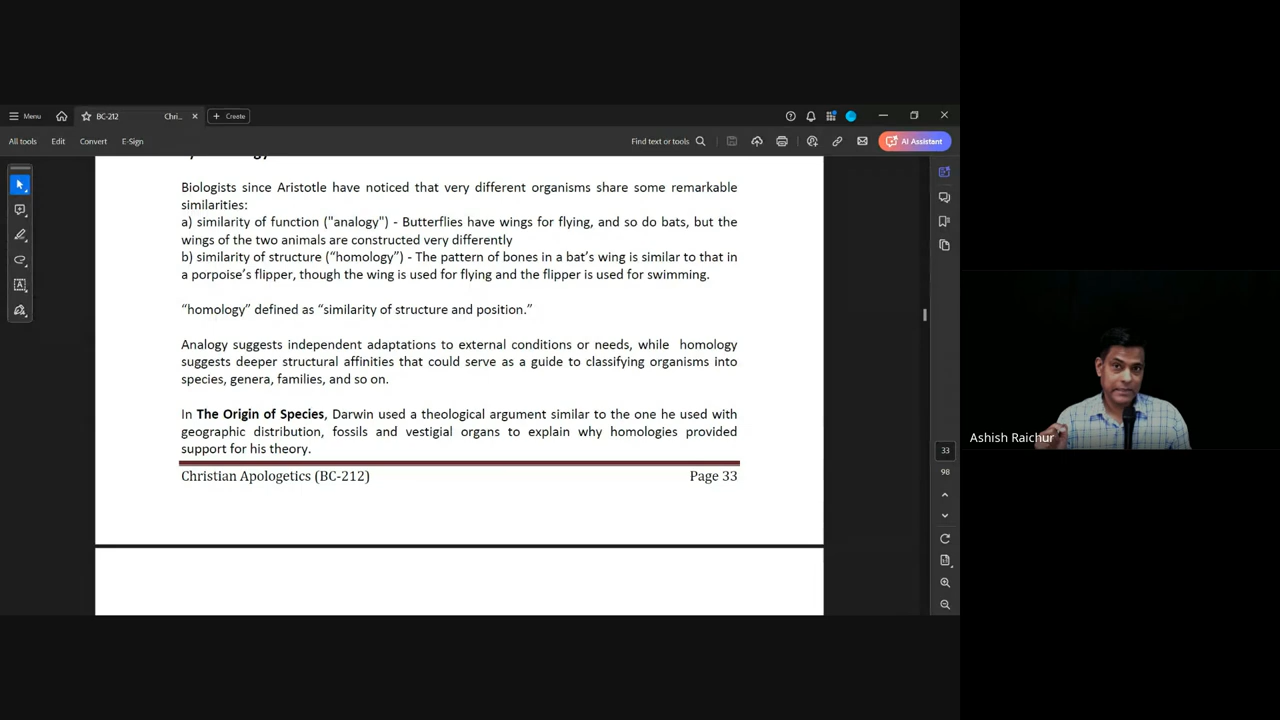 Menu
BC-212
Chri...
Create
All tools
Edit
Convert
E-Sign
Find text or tools
AI Assistant
Biologists since Aristotle have noticed that very different organisms share some remarkable
similarities:
a) similarity of function ("analogy") - Butterflies have wings for flying, and so do bats, but the
wings of the two animals are constructed very differently
b) similarity of structure (“homology”) - The pattern of bones in a bat’s wing is similar to that in
a porpoise’s flipper, though the wing is used for flying and the flipper is used for swimming.
“homology” defined as “similarity of structure and position.”
Analogy suggests independent adaptations to external conditions or needs, while homology
suggests deeper structural affinities that could serve as a guide to classifying organisms into
species, genera, families, and so on.
In The Origin of Species, Darwin used a theological argument similar to the one he used with
geographic distribution, fossils and vestigial organs to explain why homologies provided
support for his theory.
Christian Apologetics (BC-212) Page 33
33
98
Ashish Raichur